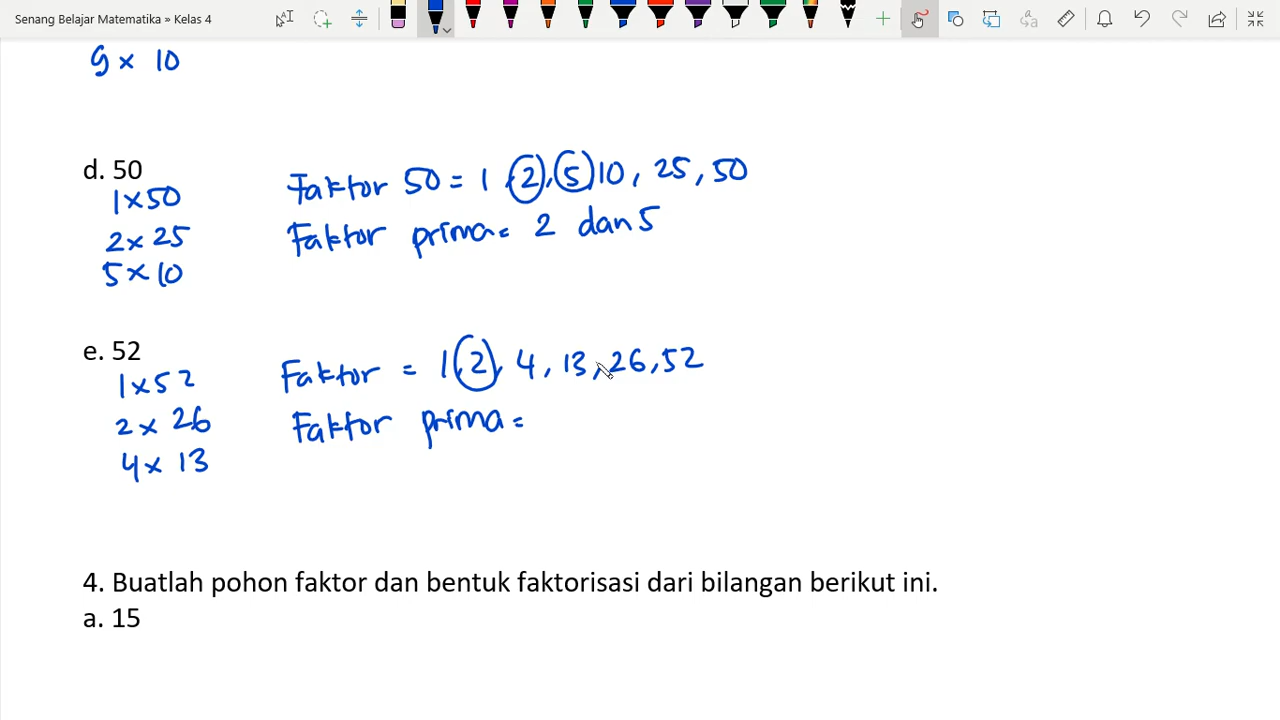 Senang Belajar Matematika » Kelas 4
9 x 10
d. 50
1 x 50
2 x 25
5 x 10
Faktor 50 = 1, 2, 5, 10, 25, 50
Faktor prima = 2 dan 5
e. 52
1 x 52
2 x 26
4 x 13
Faktor = 1, 2, 4, 13, 26, 52
Faktor prima =
4. Buatlah pohon faktor dan bentuk faktorisasi dari bilangan berikut ini.
a. 15